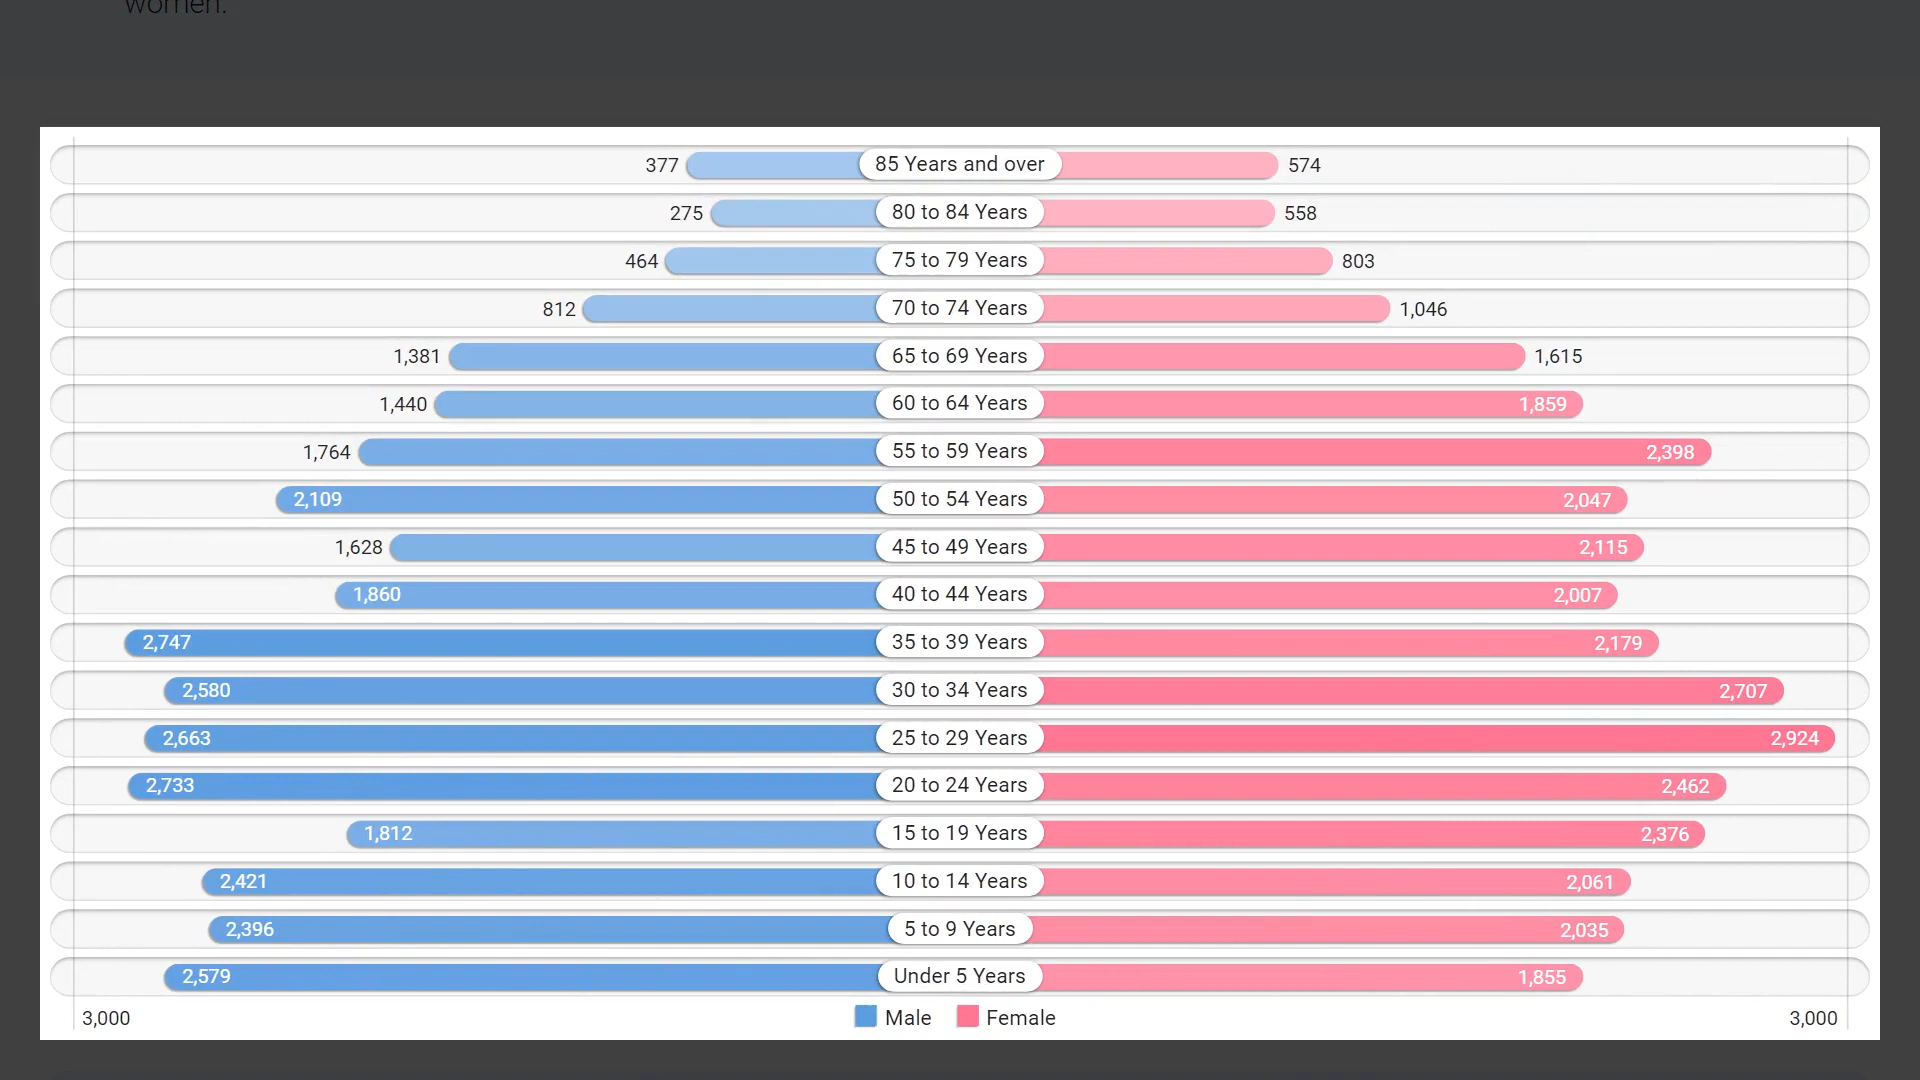 women.
377 85 Years and over 574
275 80 to 84 Years 558
464 75 to 79 Years 803
812 70 to 74 Years 1,046
1,381 65 to 69 Years 1,615
1,440 60 to 64 Years 1,859
1,764 55 to 59 Years 2,398
2,109 50 to 54 Years 2,047
1,628 45 to 49 Years 2,115
1,860 40 to 44 Years 2,007
2,747 35 to 39 Years 2,179
2,580 30 to 34 Years 2,707
2,663 25 to 29 Years 2,924
2,733 20 to 24 Years 2,462
1,812 15 to 19 Years 2,376
2,421 10 to 14 Years 2,061
2,396 5 to 9 Years 2,035
2,579 Under 5 Years 1,855
3,000 Male Female 3,000